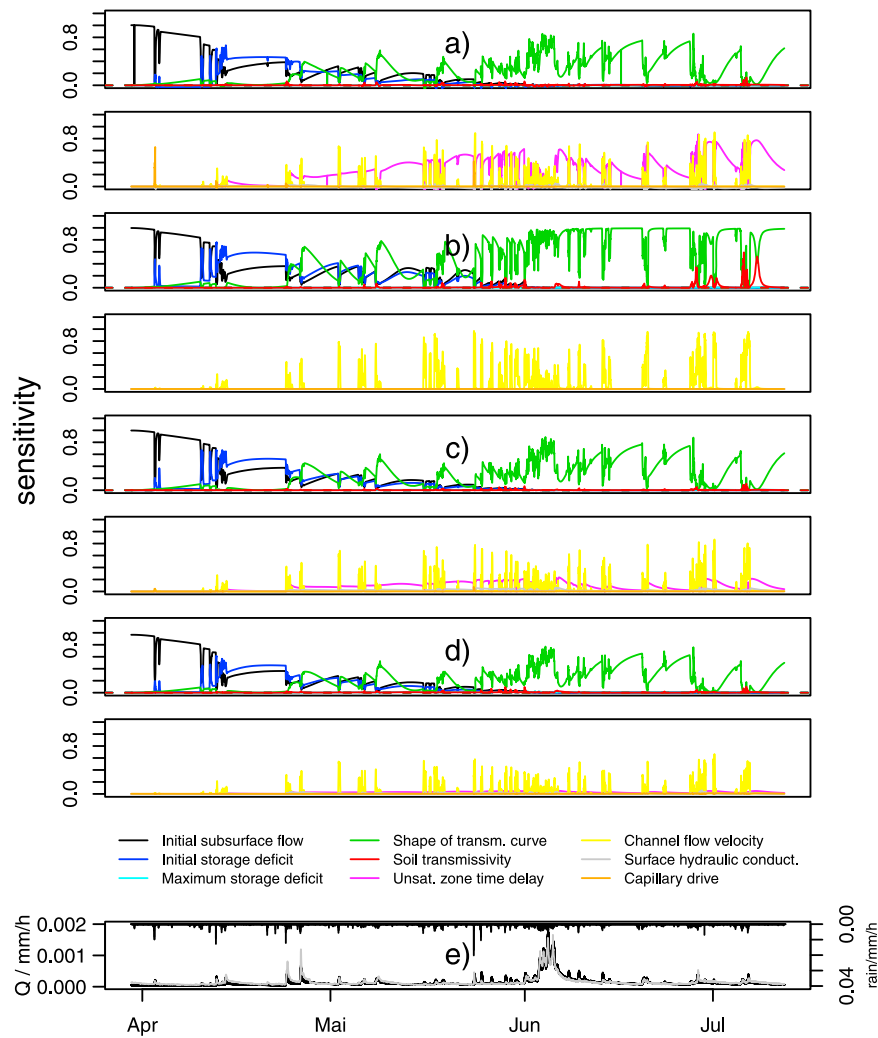 a)
0.8
0.0
0.8
0.0
b)
0.8
0.0
0.8
0.0
sensitivity
c)
0.8
0.0
0.8
0.0
d)
0.8
0.0
0.8
0.0
Initial subsurface flow
Initial storage deficit
Maximum storage deficit
Shape of transm. curve
Soil transmissivity
Unsat. zone time delay
Channel flow velocity
Surface hydraulic conduct.
Capillary drive
e)
Q / mm/h
0.002
0.001
0.000
0.00
0.04
rain/mm/h
Apr
Mai
Jun
Jul